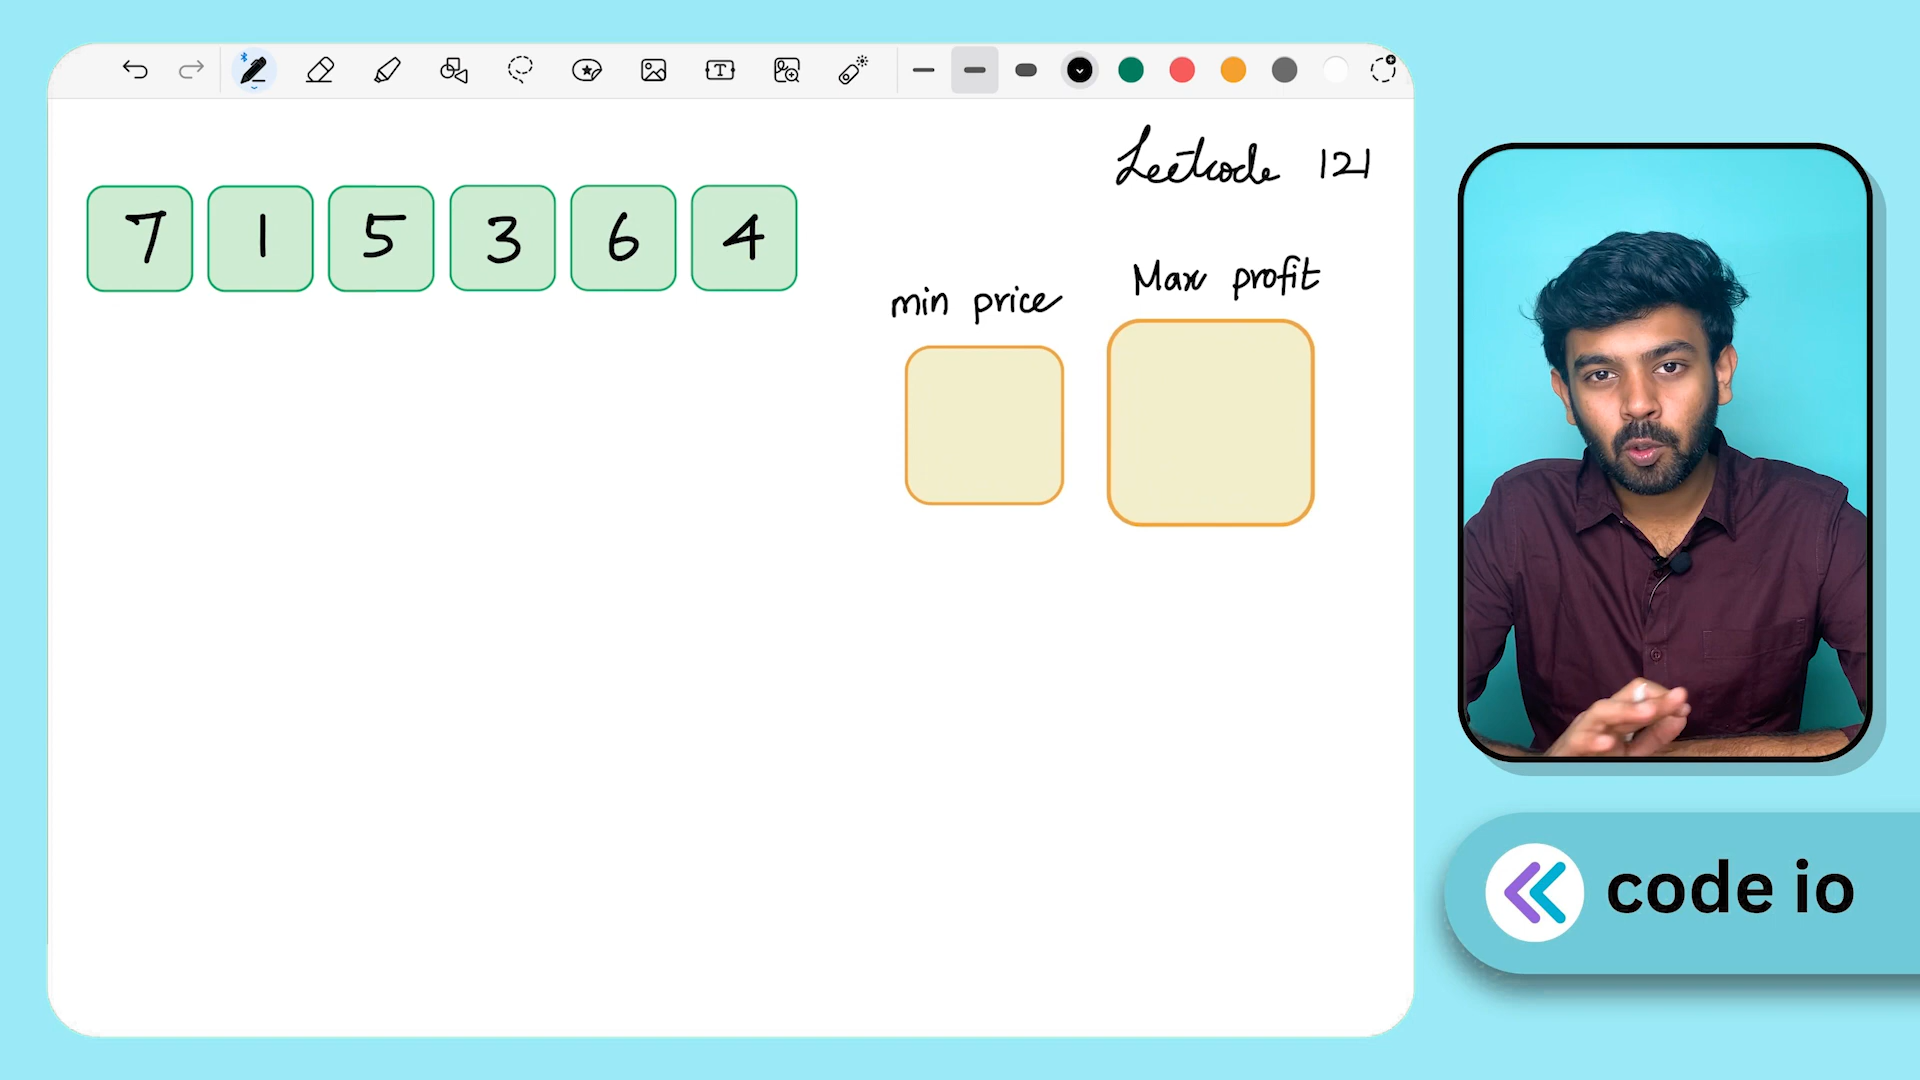 Leetcode 121
7 1 5 3 6 4
min price
Max profit
code io